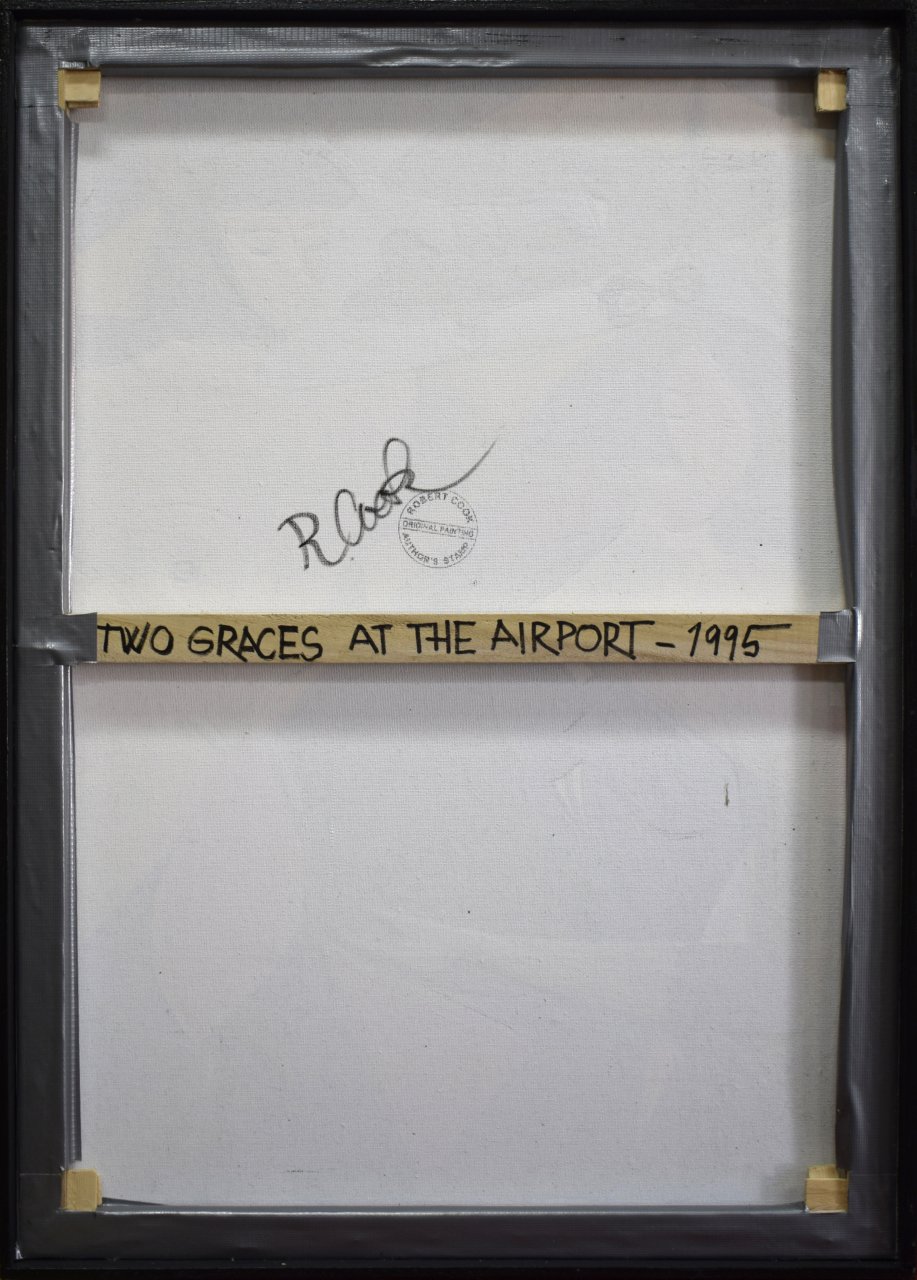 R. Cook
ROBERT COOK
ORIGINAL PAINTING
AUTHOR'S STAMP
TWO GRACES AT THE AIRPORT – 1995